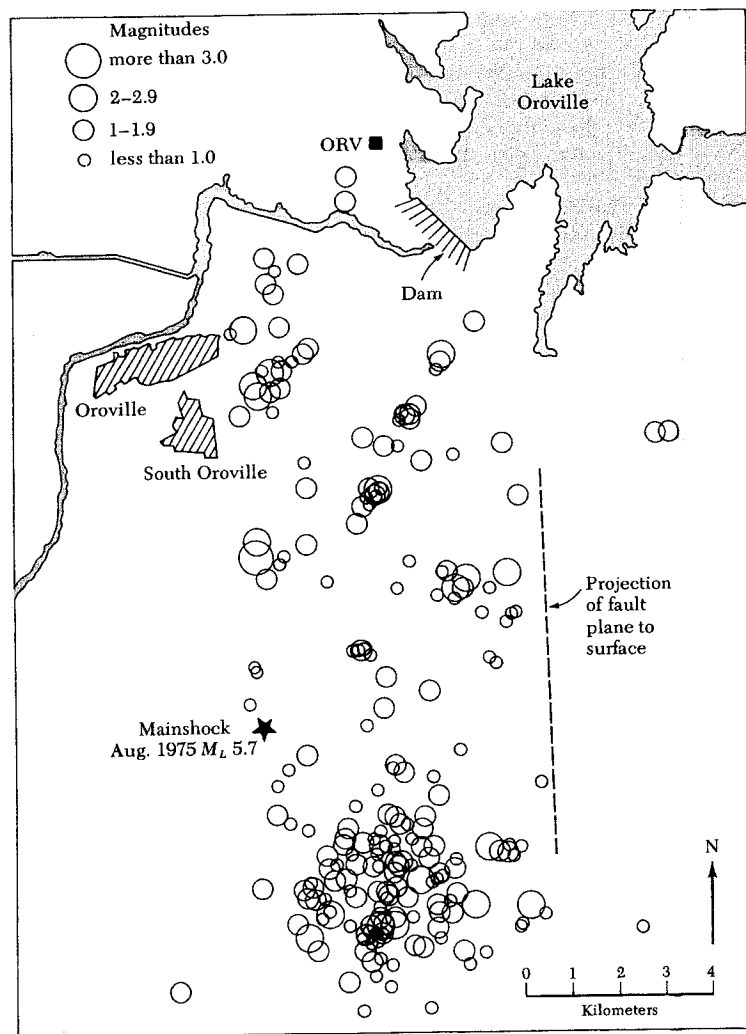 Magnitudes
more than 3.0
2–2.9
1–1.9
less than 1.0
Lake
Oroville
ORV
Dam
Oroville
South Oroville
Projection
of fault
plane to
surface
Mainshock
Aug. 1975 M_L 5.7
N
0 1 2 3 4
Kilometers